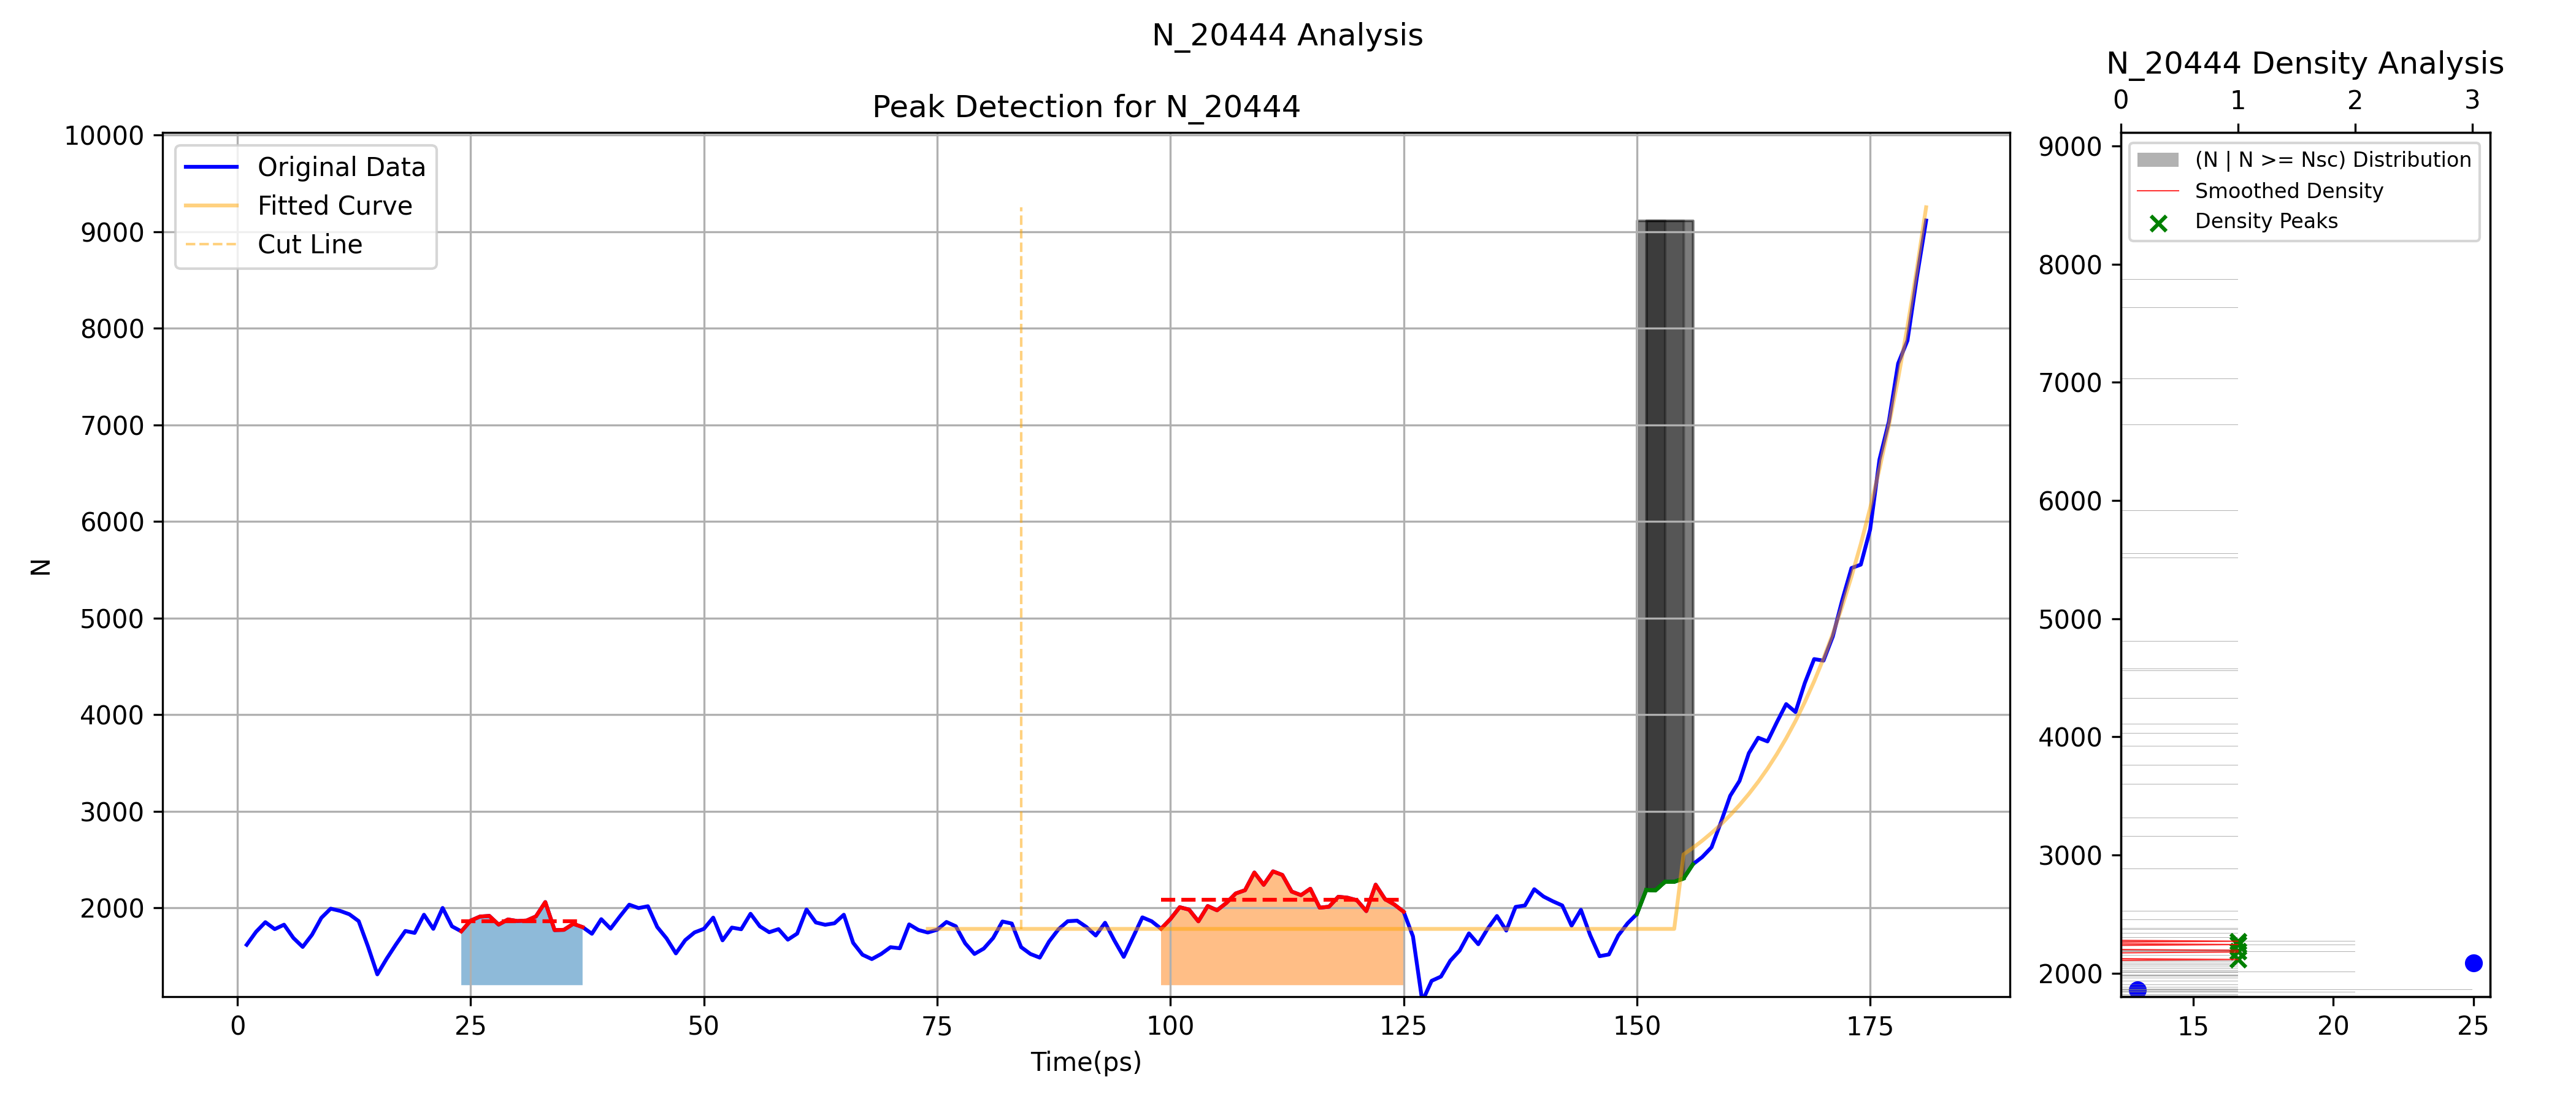 N_20444 Analysis
Peak Detection for N_20444
10000
9000
8000
7000
6000
5000
4000
3000
2000
N
Original Data
Fitted Curve
Cut Line
0 25 50 75 100 125 150 175
Time(ps)
N_20444 Density Analysis
0 1 2 3
9000
8000
7000
6000
5000
4000
3000
2000
(N | N >= Nsc) Distribution
Smoothed Density
Density Peaks
15 20 25